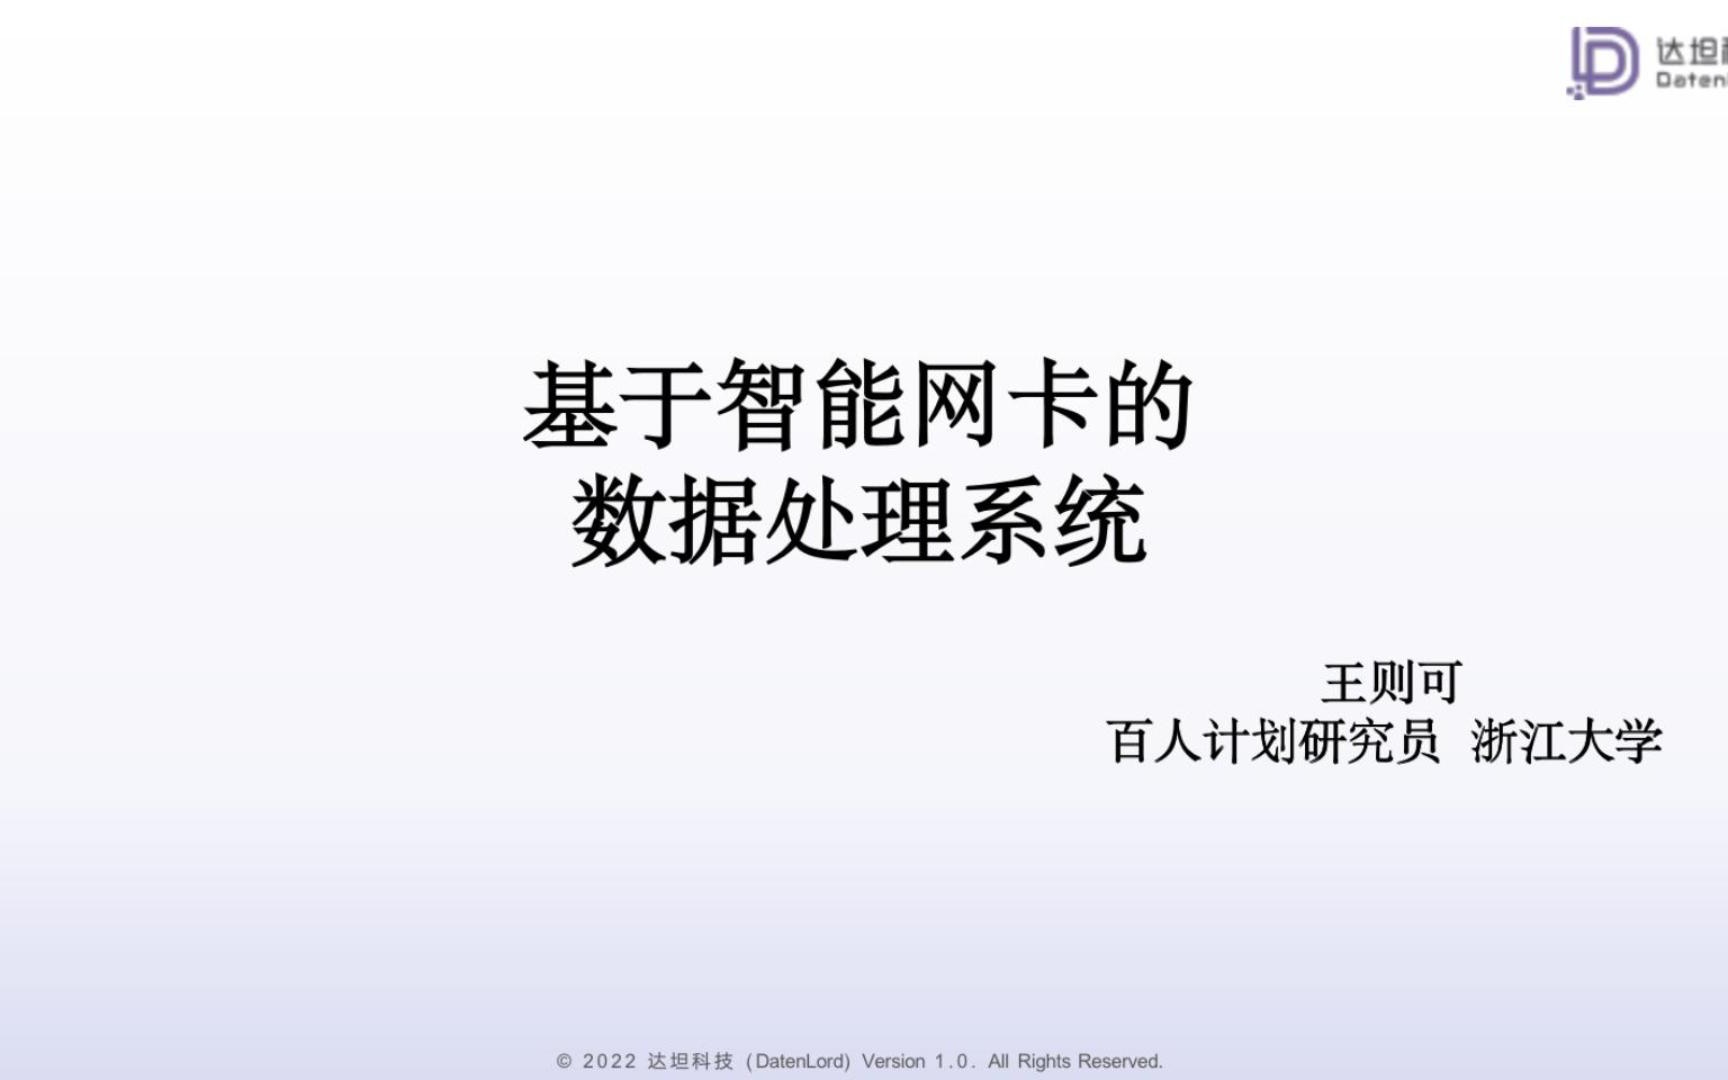 达坦
Daten
基于智能网卡的
数据处理系统
王则可
百人计划研究员 浙江大学
© 2022 达坦科技 (DatenLord) Version 1.0. All Rights Reserved.